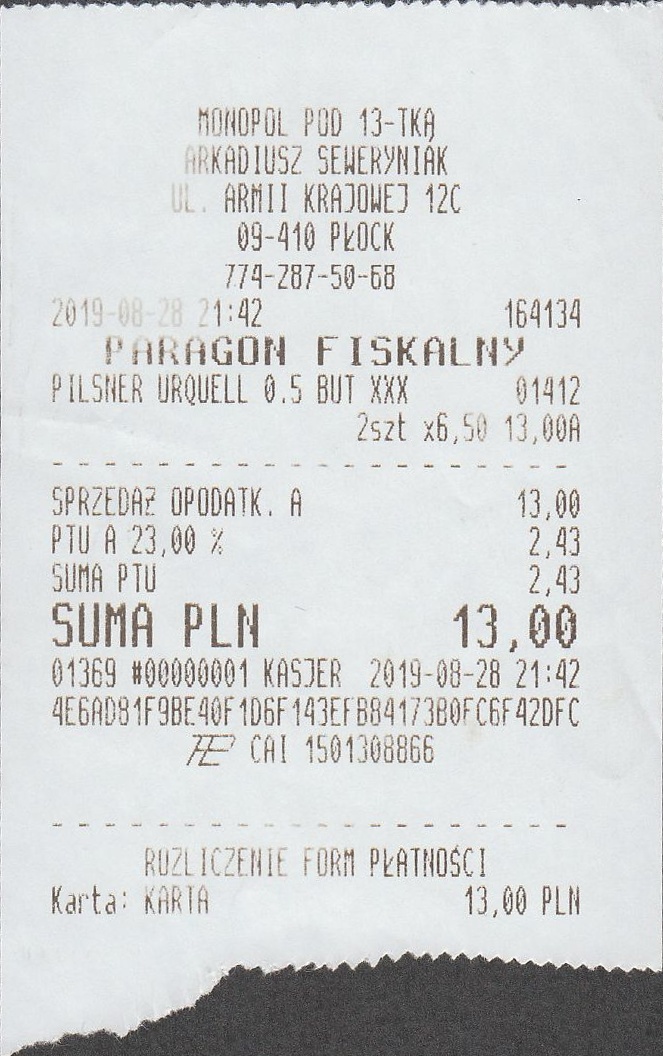 MONOPOL POD 13-TKĄ
ARKADIUSZ SEWERYNIAK
UL. ARMII KRAJOWEJ 12C
09-410 PŁOCK
774-287-50-68
2019-08-28 21:42 164134
PARAGON FISKALNY
PILSNER URQUELL 0.5 BUT XXX 01412
2szt x6,50 13,00A
SPRZEDAŻ OPODATK. A 13,00
PTU A 23,00 % 2,43
SUMA PTU 2,43
SUMA PLN 13,00
01369 #00000001 KASJER 2019-08-28 21:42
4E6AD81F9BE40F1D6F143EFB84173B0FC6F42DFC
CAI 1501308866
ROZLICZENIE FORM PŁATNOŚCI
Karta: KARTA 13,00 PLN